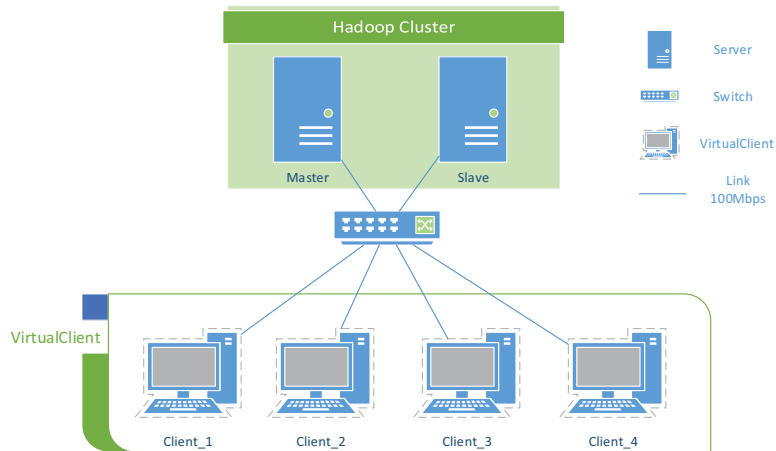 Hadoop Cluster
Master
Slave
Server
Switch
VirtualClient
Link
100Mbps
VirtualClient
Client_1
Client_2
Client_3
Client_4